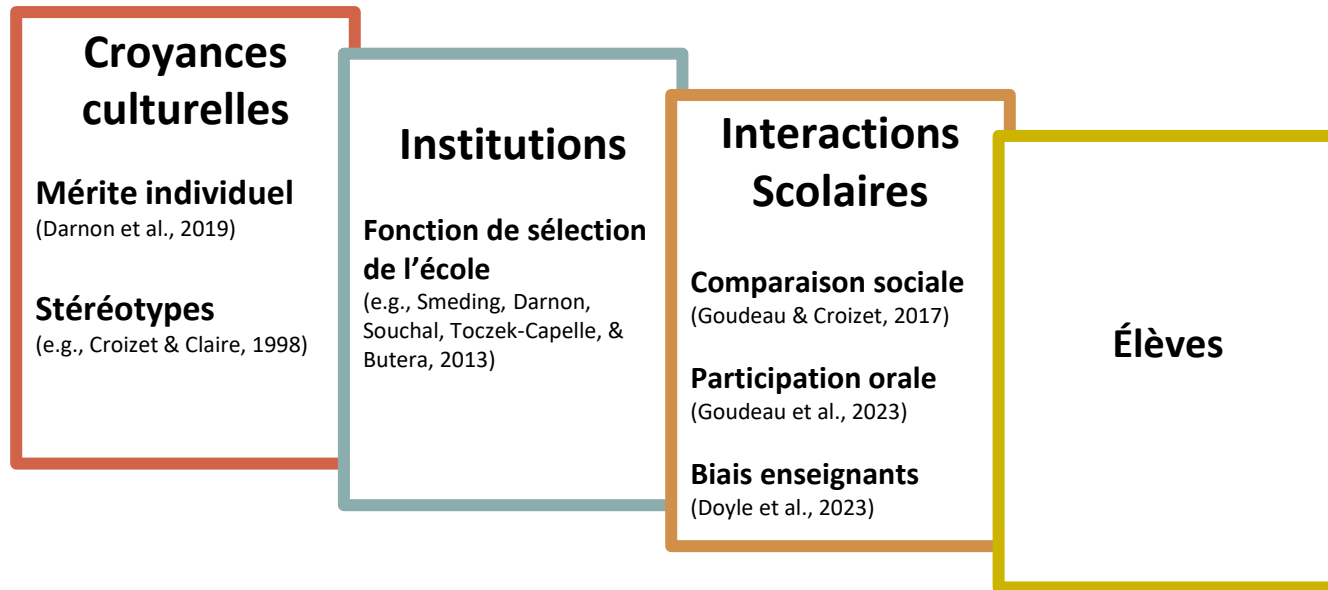 Croyances
culturelles
Mérite individuel
(Darnon et al., 2019)
Stéréotypes
(e.g., Croizet & Claire, 1998)
Institutions
Fonction de sélection
de l’école
(e.g., Smeding, Darnon,
Souchal, Toczek-Capelle, &
Butera, 2013)
Interactions
Scolaires
Comparaison sociale
(Goudeau & Croizet, 2017)
Participation orale
(Goudeau et al., 2023)
Biais enseignants
(Doyle et al., 2023)
Élèves